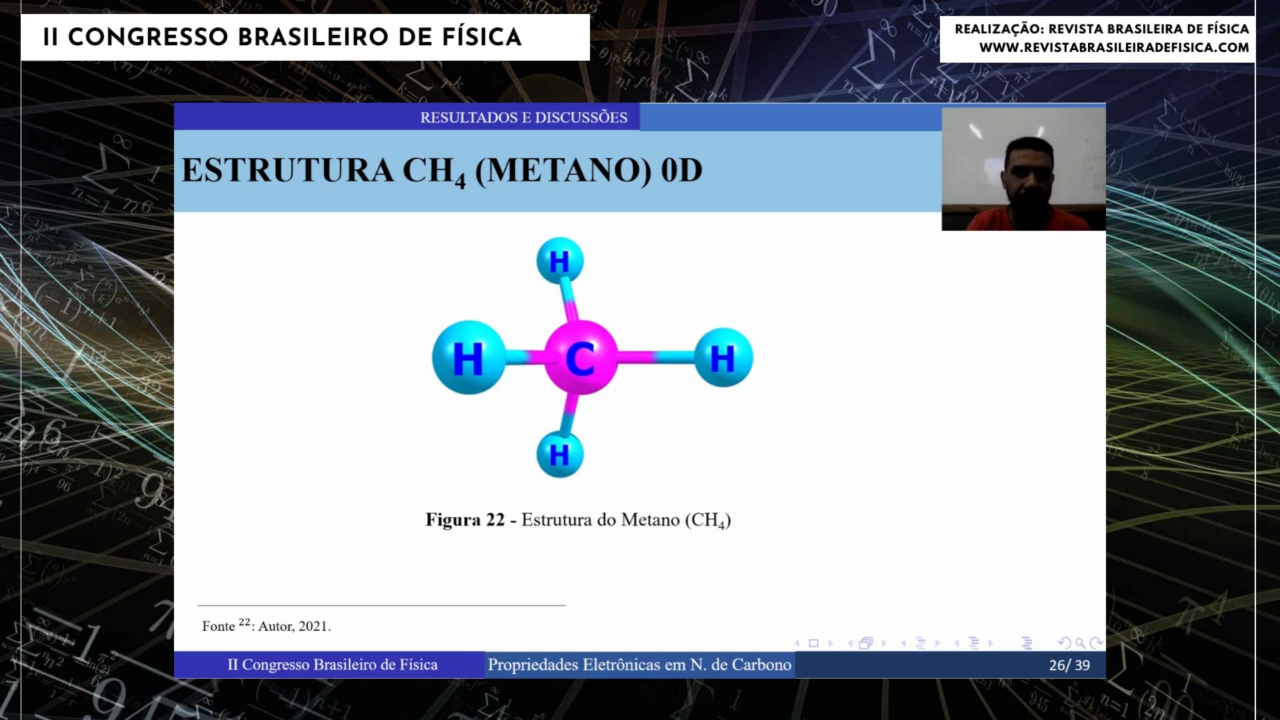 II CONGRESSO BRASILEIRO DE FÍSICA
REALIZAÇÃO: REVISTA BRASILEIRA DE FÍSICA
WWW.REVISTABRASILEIRADEFISICA.COM
RESULTADOS E DISCUSSÕES
ESTRUTURA CH₄ (METANO) 0D
H
H
C
H
H
Figura 22 - Estrutura do Metano (CH₄)
Fonte ²²: Autor, 2021.
II Congresso Brasileiro de Física
Propriedades Eletrônicas em N. de Carbono
26/ 39